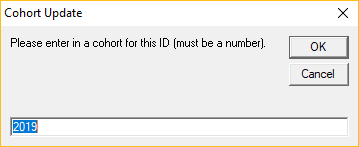 Cohort Update
Please enter in a cohort for this ID (must be a number).
OK
Cancel
2019